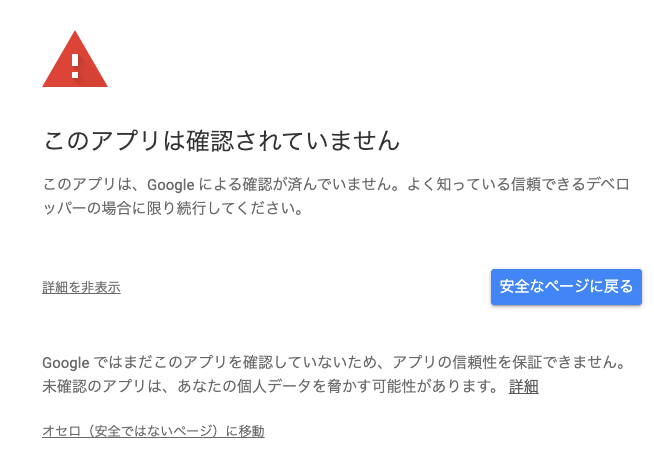 このアプリは確認されていません
このアプリは、Google による確認が済んでいません。よく知っている信頼できるデベロ
ッパーの場合に限り続行してください。
詳細を非表示
安全なページに戻る
Google ではまだこのアプリを確認していないため、アプリの信頼性を保証できません。
未確認のアプリは、あなたの個人データを脅かす可能性があります。 詳細
オセロ（安全ではないページ）に移動